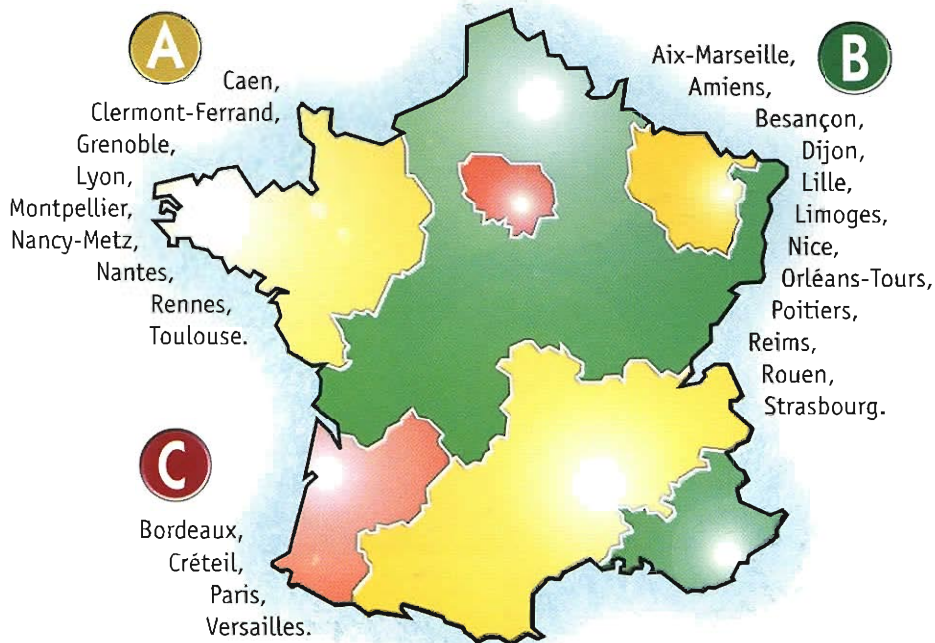 A
Caen,
Clermont-Ferrand,
Grenoble,
Lyon,
Montpellier,
Nancy-Metz,
Nantes,
Rennes,
Toulouse.
B
Aix-Marseille,
Amiens,
Besançon,
Dijon,
Lille,
Limoges,
Nice,
Orléans-Tours,
Poitiers,
Reims,
Rouen,
Strasbourg.
C
Bordeaux,
Créteil,
Paris,
Versailles.